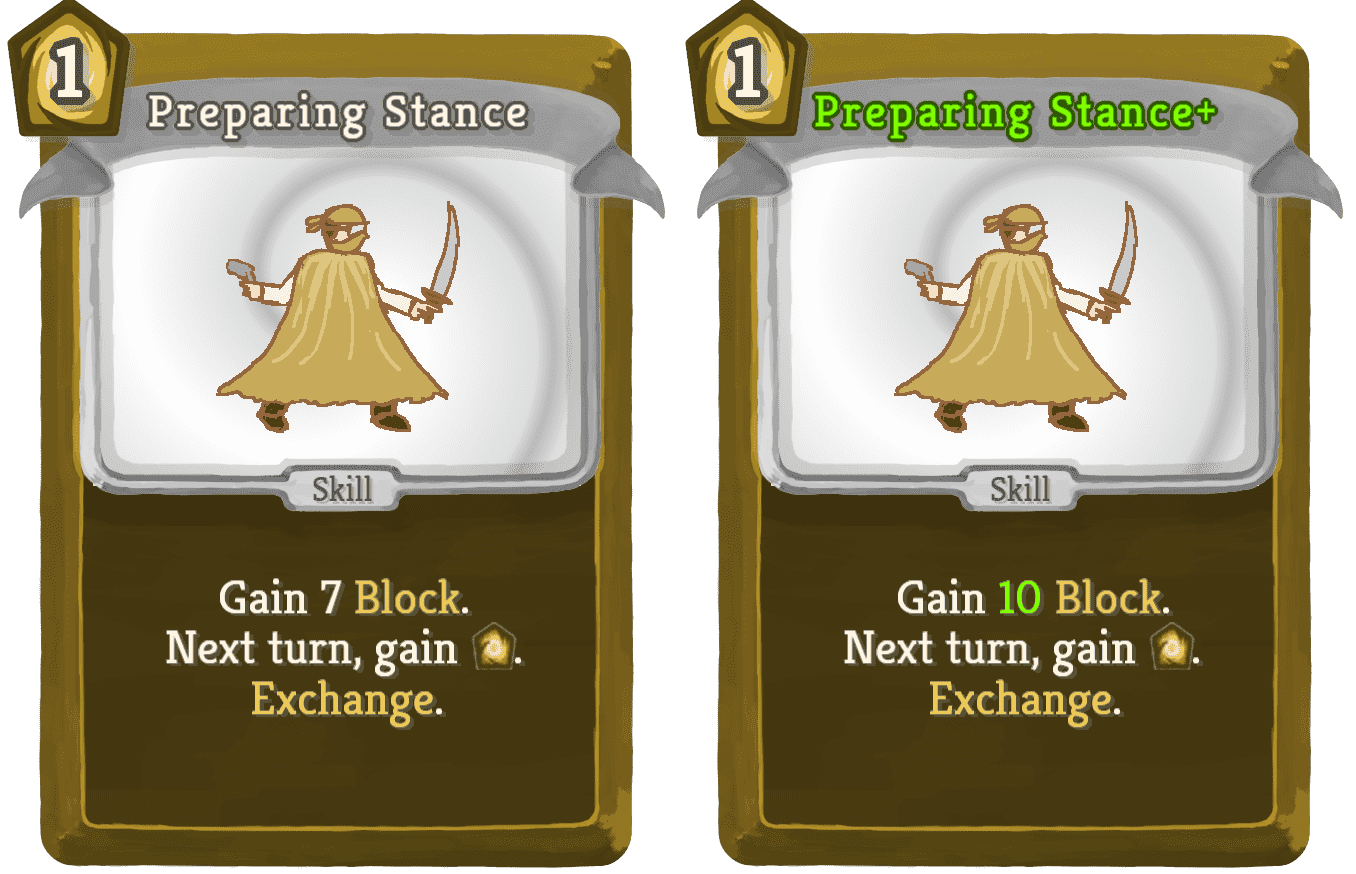 1
Preparing Stance
Skill
Gain 7 Block.
Next turn, gain .
Exchange.
1
Preparing Stance+
Skill
Gain 10 Block.
Next turn, gain .
Exchange.